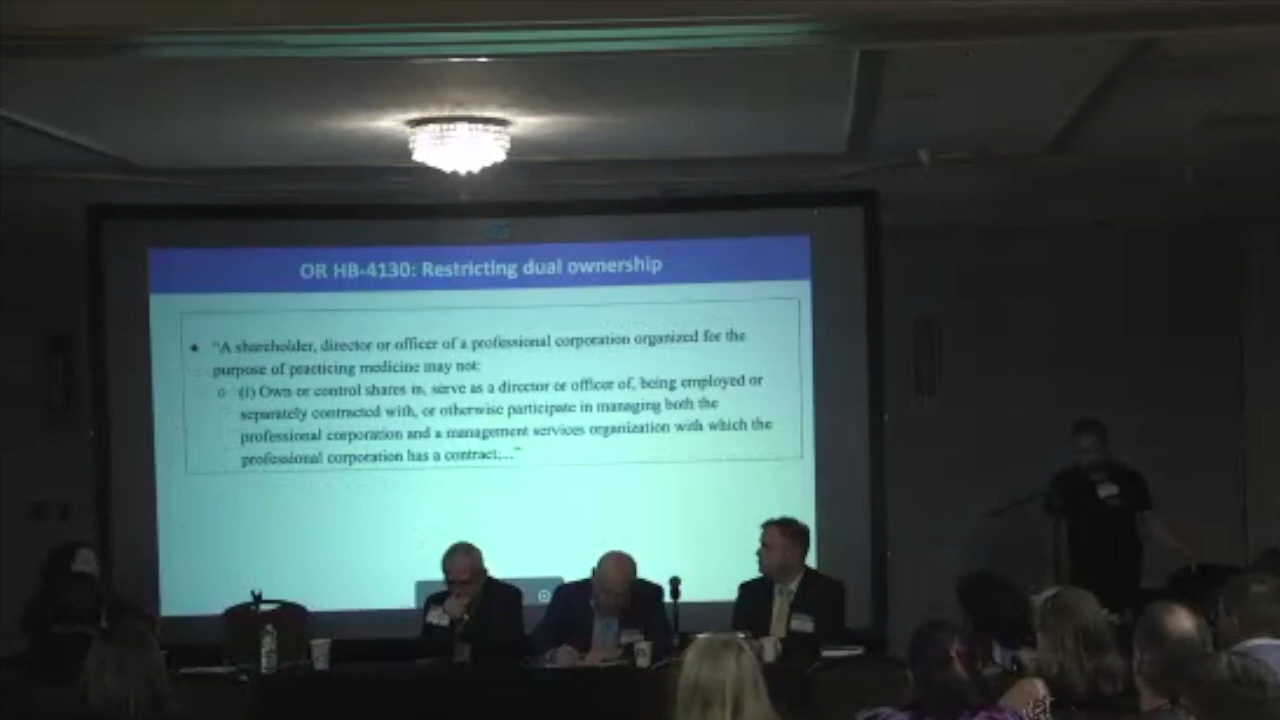 OR HB-4130: Restricting dual ownership
“A shareholder, director or officer of a professional corporation organized for the
purpose of practicing medicine may not:
(i) Own or control shares in, serve as a director or officer of, being employed or
separately contracted with, or otherwise participate in managing both the
professional corporation and a management services organization with which the
professional corporation has a contract;...”